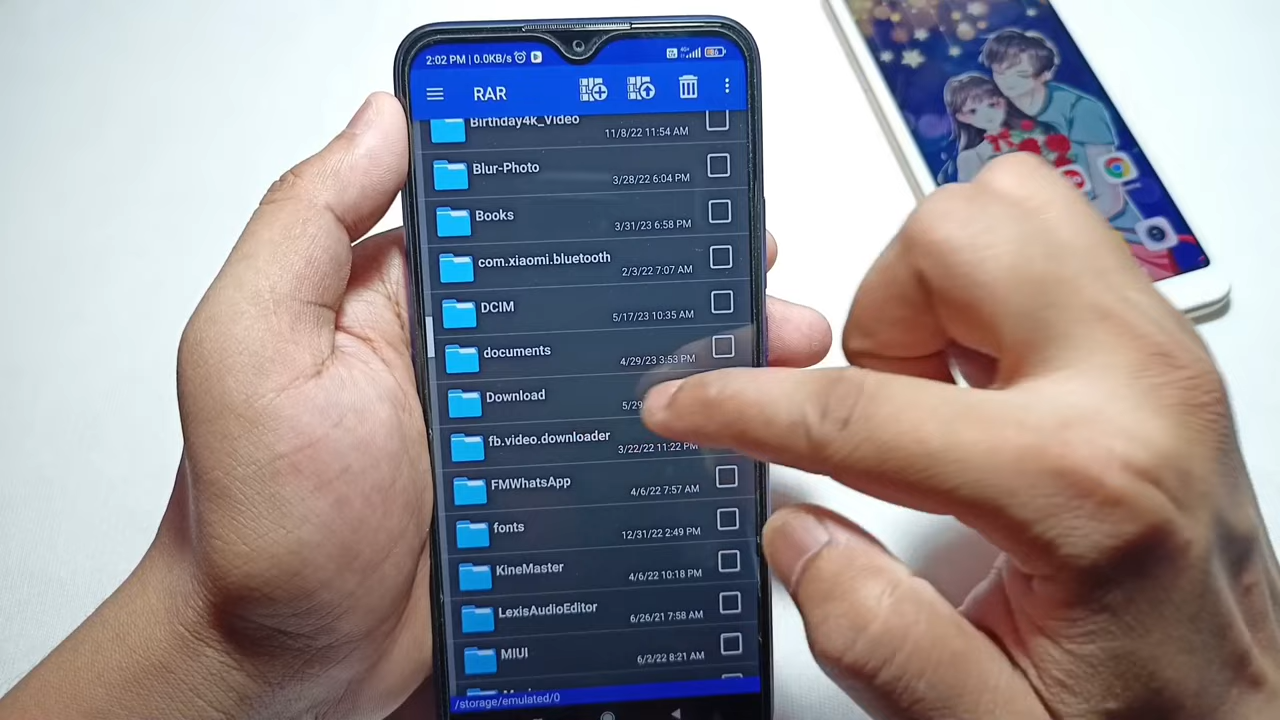 2:02 PM | 0.0KB/s
RAR
Birthday4k_Video
11/8/22 11:54 AM
Blur-Photo
3/28/22 6:04 PM
Books
3/31/23 6:58 PM
com.xiaomi.bluetooth
2/3/22 7:07 AM
DCIM
5/17/23 10:35 AM
documents
4/29/23 3:53 PM
Download
5/29
fb.video.downloader
3/22/22 11:22 PM
FMWhatsApp
4/6/22 7:57 AM
fonts
12/31/22 2:49 PM
KineMaster
4/6/22 10:18 PM
LexisAudioEditor
6/26/21 7:58 AM
MIUI
6/2/22 8:21 AM
/storage/emulated/0